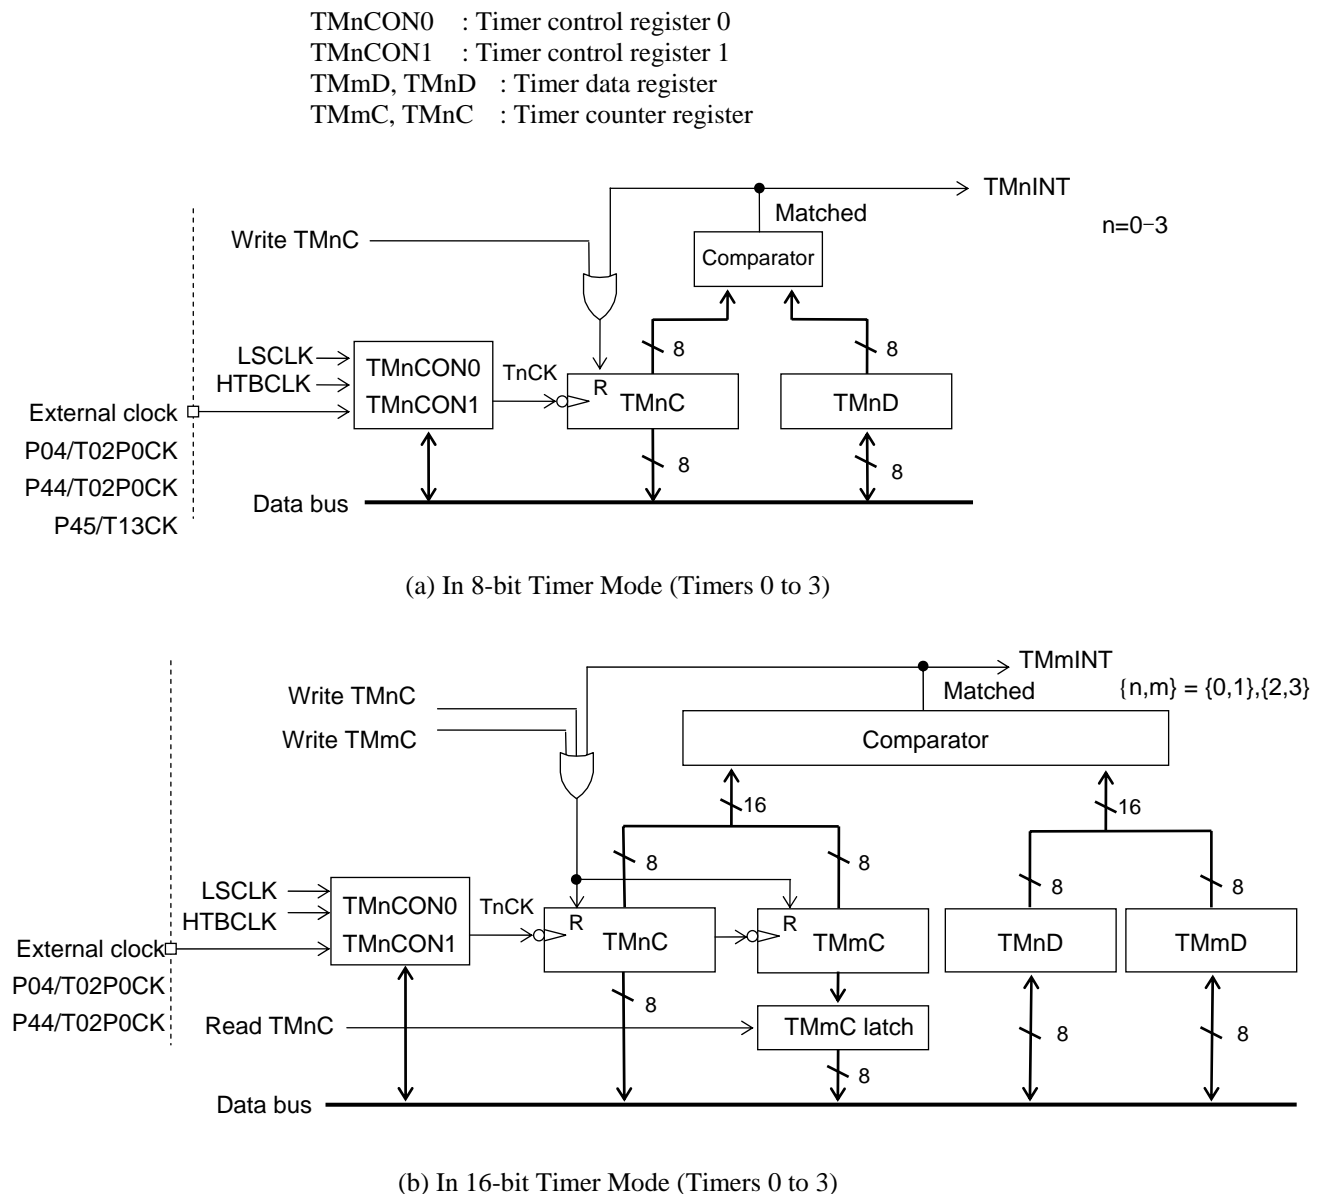 TMnCON0 : Timer control register 0
TMnCON1 : Timer control register 1
TMmD, TMnD : Timer data register
TMmC, TMnC : Timer counter register
TMnINT
Matched
n=0−3
Write TMnC
Comparator
8
8
LSCLK
HTBCLK
TMnCON0
TMnCON1
TnCK
R
TMnC
TMnD
External clock
P04/T02P0CK
P44/T02P0CK
P45/T13CK
8
8
Data bus
(a) In 8-bit Timer Mode (Timers 0 to 3)
TMmINT
Matched
{n,m} = {0,1},{2,3}
Write TMnC
Write TMmC
Comparator
16
16
8
8
8
8
LSCLK
HTBCLK
TMnCON0
TMnCON1
TnCK
R
TMnC
R
TMmC
TMnD
TMmD
External clock
P04/T02P0CK
P44/T02P0CK
8
Read TMnC
TMmC latch
8
8
8
Data bus
(b) In 16-bit Timer Mode (Timers 0 to 3)